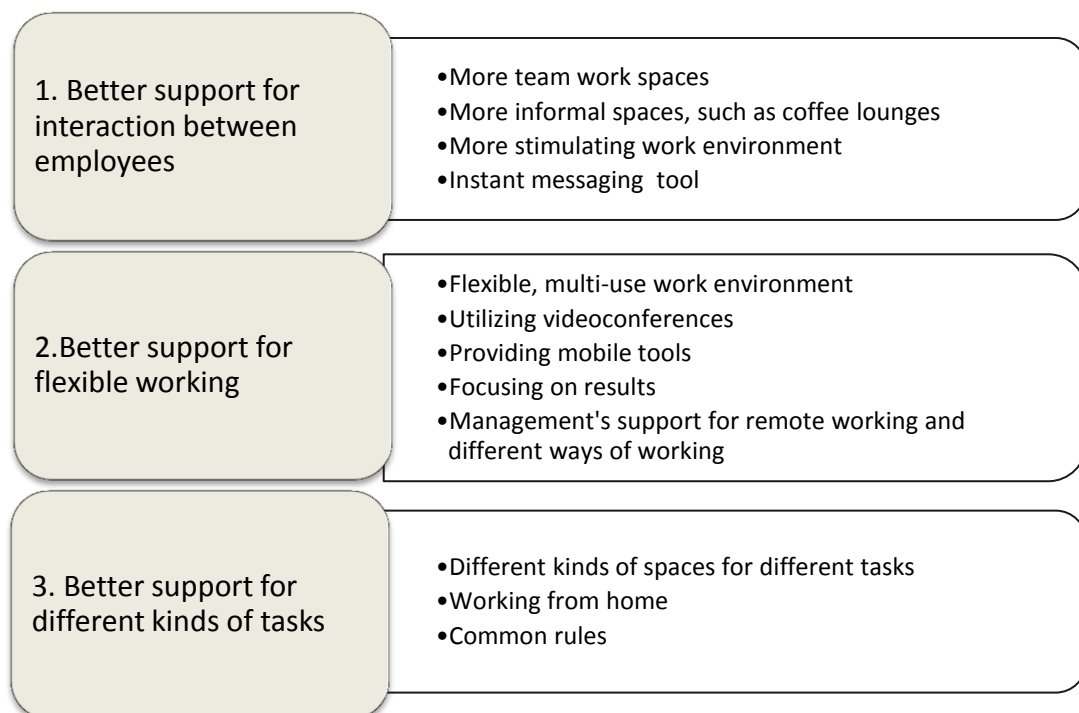 1. Better support for
interaction between
employees
•More team work spaces
•More informal spaces, such as coffee lounges
•More stimulating work environment
•Instant messaging  tool
2.Better support for
flexible working
•Flexible, multi-use work environment
•Utilizing videoconferences
•Providing mobile tools
•Focusing on results
•Management's support for remote working and
different ways of working
3. Better support for
different kinds of tasks
•Different kinds of spaces for different tasks
•Working from home
•Common rules